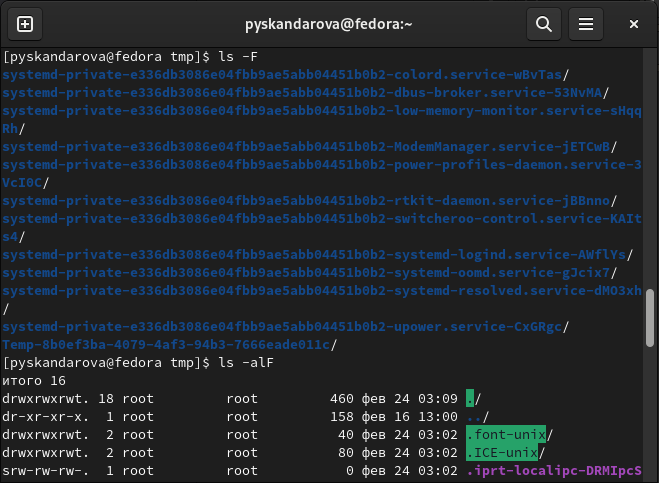 pyskandarova@fedora:~
[pyskandarova@fedora tmp]$ ls -F
systemd-private-e336db3086e04fbb9ae5abb04451b0b2-colord.service-wBvTas/
systemd-private-e336db3086e04fbb9ae5abb04451b0b2-dbus-broker.service-53NvMA/
systemd-private-e336db3086e04fbb9ae5abb04451b0b2-low-memory-monitor.service-sHqq
Rh/
systemd-private-e336db3086e04fbb9ae5abb04451b0b2-ModemManager.service-jETCwB/
systemd-private-e336db3086e04fbb9ae5abb04451b0b2-power-profiles-daemon.service-3
VcI0C/
systemd-private-e336db3086e04fbb9ae5abb04451b0b2-rtkit-daemon.service-jBBnno/
systemd-private-e336db3086e04fbb9ae5abb04451b0b2-switcheroo-control.service-KAIt
s4/
systemd-private-e336db3086e04fbb9ae5abb04451b0b2-systemd-logind.service-AWflYs/
systemd-private-e336db3086e04fbb9ae5abb04451b0b2-systemd-oomd.service-gJcix7/
systemd-private-e336db3086e04fbb9ae5abb04451b0b2-systemd-resolved.service-dMO3xh
/
systemd-private-e336db3086e04fbb9ae5abb04451b0b2-upower.service-CxGRgc/
Temp-8b0ef3ba-4079-4af3-94b3-7666eade011c/
[pyskandarova@fedora tmp]$ ls -alF
итого 16
drwxrwxrwt. 18 root root 460 фев 24 03:09 ./
dr-xr-xr-x. 1 root root 158 фев 16 13:00 ../
drwxrwxrwt. 2 root root 40 фев 24 03:02 .font-unix/
drwxrwxrwt. 2 root root 80 фев 24 03:02 .ICE-unix/
srw-rw-rw-. 1 root root 0 фев 24 03:02 .iprt-localipc-DRMIpcS